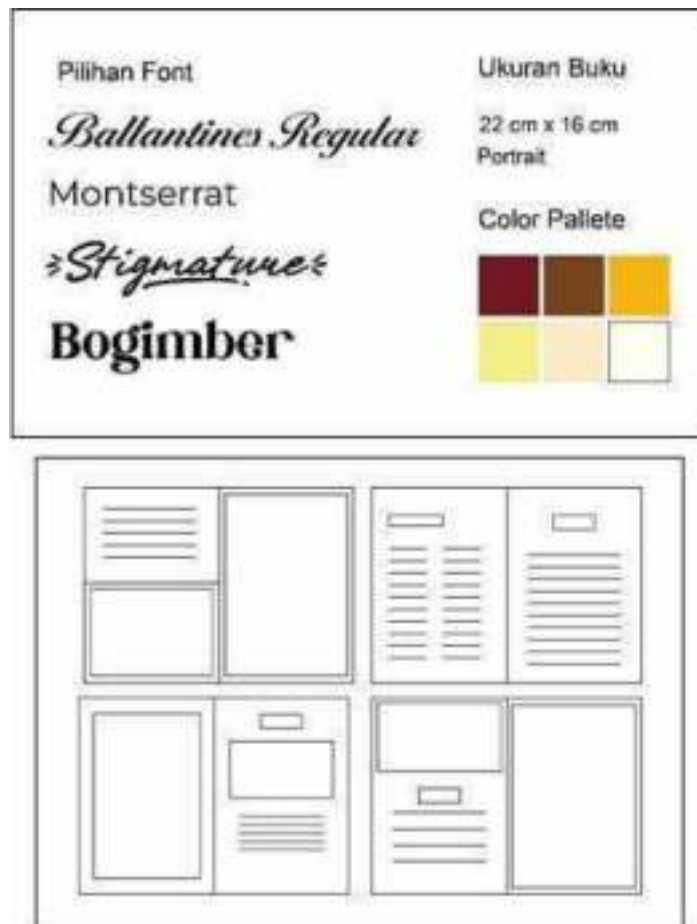 Pilihan Font
Ballantines Regular
Montserrat
Stigmature
Bogimber
Ukuran Buku
22 cm x 16 cm
Portrait
Color Pallete